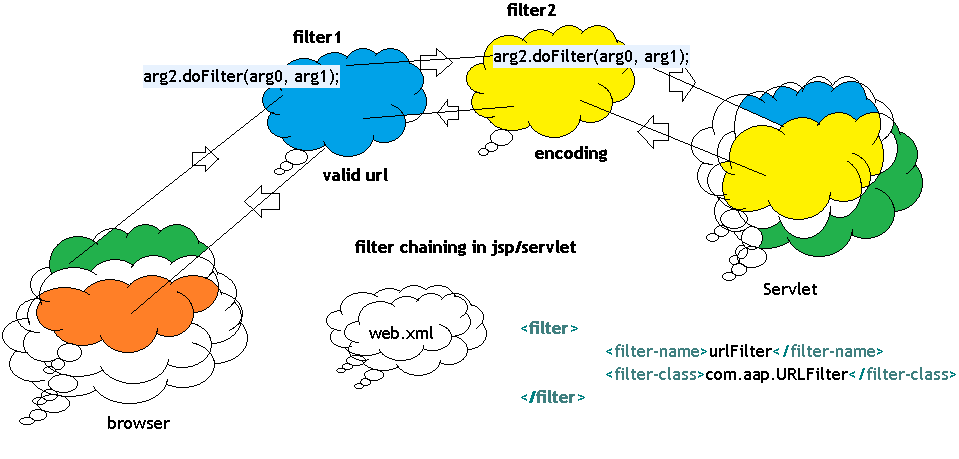 filter2
filter1
arg2.doFilter(arg0, arg1);
arg2.doFilter(arg0, arg1);
encoding
valid url
filter chaining in jsp/servlet
Servlet
web.xml
<filter>
<filter-name>urlFilter</filter-name>
<filter-class>com.aap.URLFilter</filter-class>
</filter>
browser